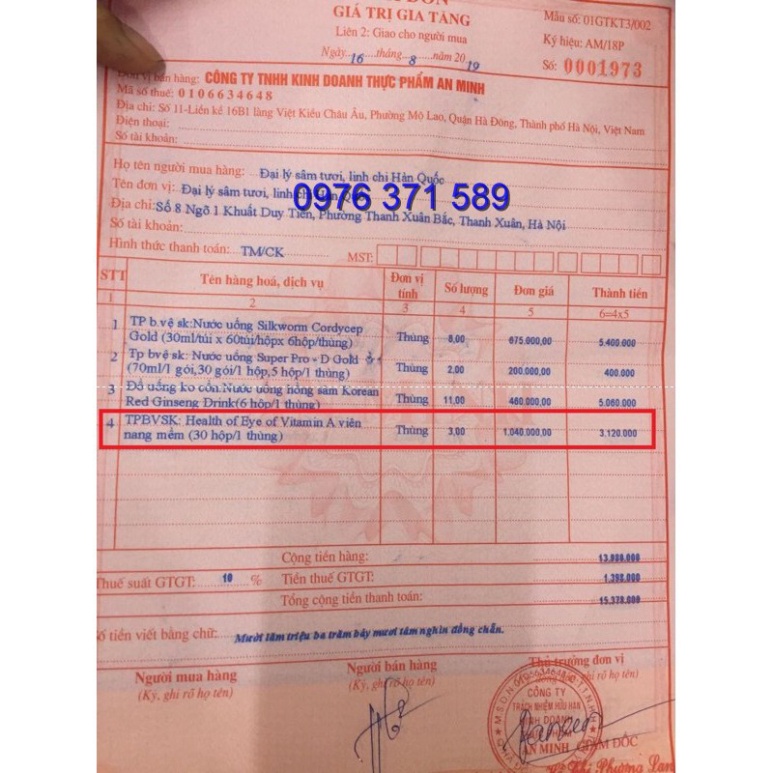 GIÁ TRỊ GIA TĂNG
Liên 2: Giao cho người mua
Ngày 16 tháng 8 năm 2019
Mẫu số: 01GTKT3/002
Ký hiệu: AM/18P
Số: 0001973
Đơn vị bán hàng: CÔNG TY TNHH KINH DOANH THỰC PHẨM AN MINH
Mã số thuế: 0106634648
Địa chỉ: Số 11-Liền kề 16B1 làng Việt Kiều Châu Âu, Phường Mộ Lao, Quận Hà Đông, Thành phố Hà Nội, Việt Nam
Điện thoại:
Số tài khoản:
Họ tên người mua hàng: Đại lý sâm tươi, linh chi Hàn Quốc
Tên đơn vị: Đại lý sâm tươi, linh chi Hàn Quốc
0976 371 589
Địa chỉ: Số 8 Ngõ 1 Khuất Duy Tiến, Phường Thanh Xuân Bắc, Thanh Xuân, Hà Nội
Số tài khoản:
Hình thức thanh toán: TM/CK MST:
STT Tên hàng hoá, dịch vụ Đơn vị tính Số lượng Đơn giá Thành tiền
1 2 3 4 5 6=4x5
1 TP b.vệ sk:Nước uống Silkworm Cordycep Thùng 8,00 675.000,00 5.400.000
Gold (30ml/túi x 60túi/hộpx 6hộp/thùng)
2 Tp bvệ sk: Nước uống Super Pro - D Gold Thùng 2,00 200.000,00 400.000
(70ml/1 gói,30 gói/1 hộp,5 hộp/1 thùng)
3 Đồ uống ko cồn.Nước uống hồng sâm Korean Thùng 11,00 460.000,00 5.060.000
Red Ginseng Drink(6 hộp/1 thùng)
4 TPBVSK: Health of Eye of Vitamin A viên Thùng 3,00 1.040.000,00 3.120.000
nang mềm (30 hộp/1 thùng)
Cộng tiền hàng: 13.980.000
Thuế suất GTGT: 10 % Tiền thuế GTGT: 1.398.000
Tổng cộng tiền thanh toán: 15.378.000
Số tiền viết bằng chữ: Mười lăm triệu ba trăm bảy mươi tám nghìn đồng chẵn.
Người mua hàng Người bán hàng Thủ trưởng đơn vị
(Ký, ghi rõ họ tên) (Ký, ghi rõ họ tên)
CÔNG TY
TRÁCH NHIỆM HỮU HẠN
KINH DOANH
AN MINH
GIÁM ĐỐC
Thị Phương Lan